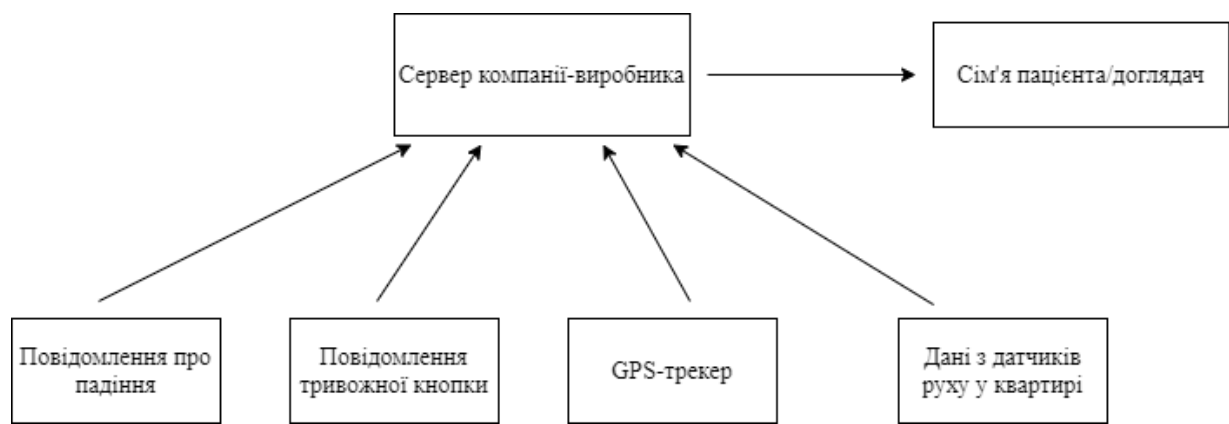 Сервер компанії-виробника
Сім'я пацієнта/доглядач
Повідомлення про
падіння
Повідомлення
тривожної кнопки
GPS-трекер
Дані з датчиків
руху у квартирі